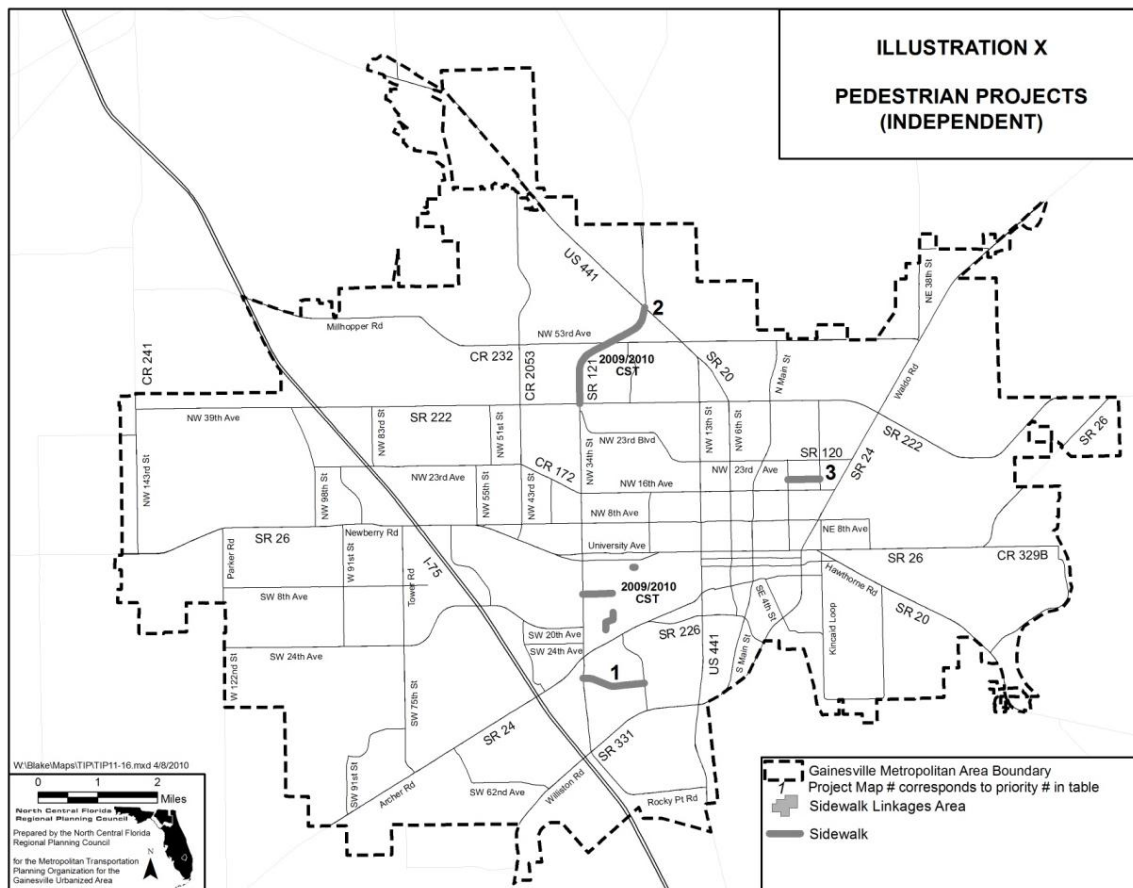 ILLUSTRATION X
PEDESTRIAN PROJECTS
(INDEPENDENT)
US 441
2
NE 38th St
Millhopper Rd
NW 53rd Ave
CR 241
CR 232
CR 2053
SR 121
2009/2010
CST
SR 20
N Main St
Waldo Rd
NW 39th Ave
SR 222
NW 83rd St
NW 51st St
NW 34th St
NW 23rd Blvd
NW 13th St
NW 6th St
SR 120
SR 24
SR 222
SR 26
NW 143rd St
NW 98th St
NW 23rd Ave
NW 55th St
NW 43rd St
CR 172
NW 23rd Ave
NW 16th Ave
3
NW 8th Ave
NE 8th Ave
Newberry Rd
SR 26
University Ave
SR 26
CR 329B
Parker Rd
W 91st St
Tower Rd
I-75
SW 8th Ave
2009/2010
CST
Hawthorne Rd
SR 20
SE 4th St
Kincaid Loop
SW 20th Ave
SW 24th Ave
SR 226
US 441
S Main St
SW 24th Ave
W 122nd St
SW 75th St
1
SR 24
SR 331
SW 91st St
Archer Rd
SW 62nd Ave
Williston Rd
Rocky Pt Rd
W:\Blake\Maps\TIP\TIP11-16.mxd 4/8/2010
0 1 2
Miles
North Central Florida
Regional Planning Council
Prepared by the North Central Florida
Regional Planning Council
for the Metropolitan Transportation
Planning Organization for the
Gainesville Urbanized Area
N
Gainesville Metropolitan Area Boundary
1 Project Map # corresponds to priority # in table
Sidewalk Linkages Area
Sidewalk